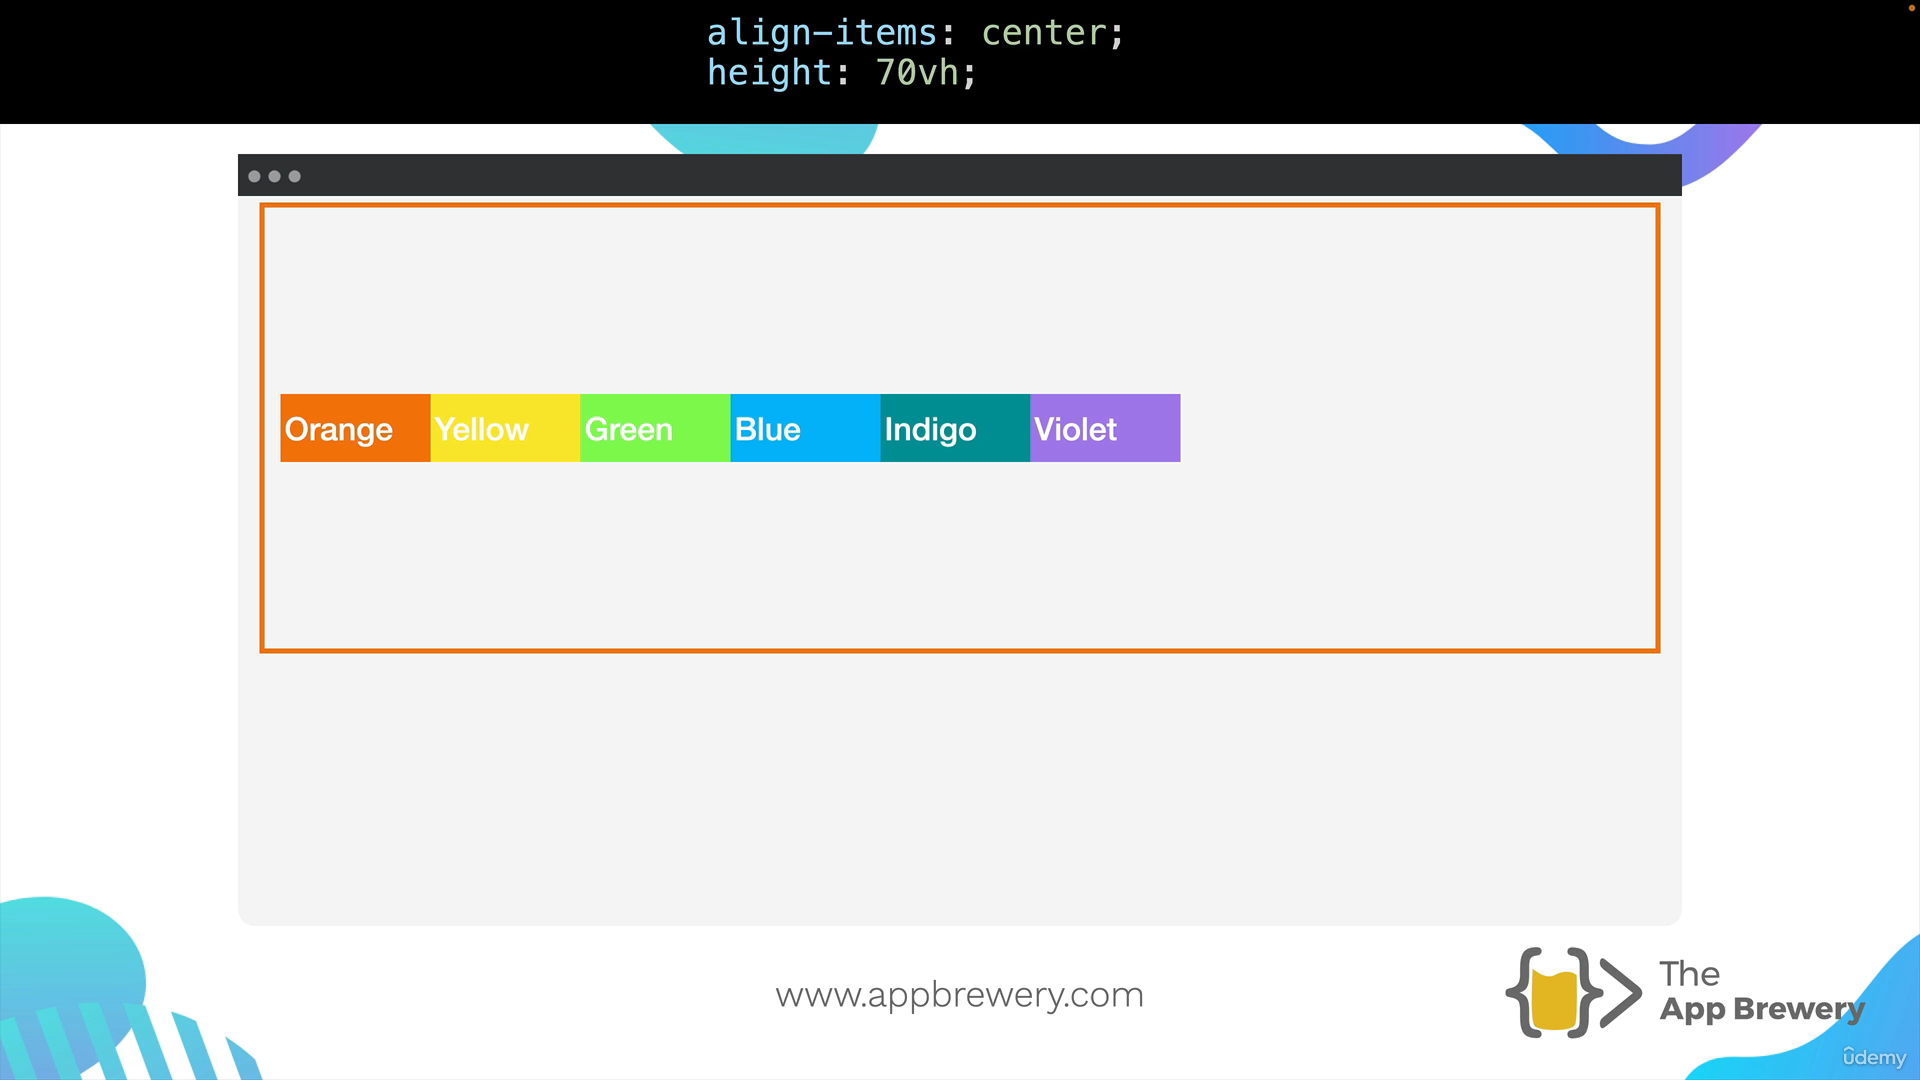 align-items: center;
height: 70vh;
Orange Yellow Green Blue Indigo Violet
www.appbrewery.com
The
App Brewery
ûdemy